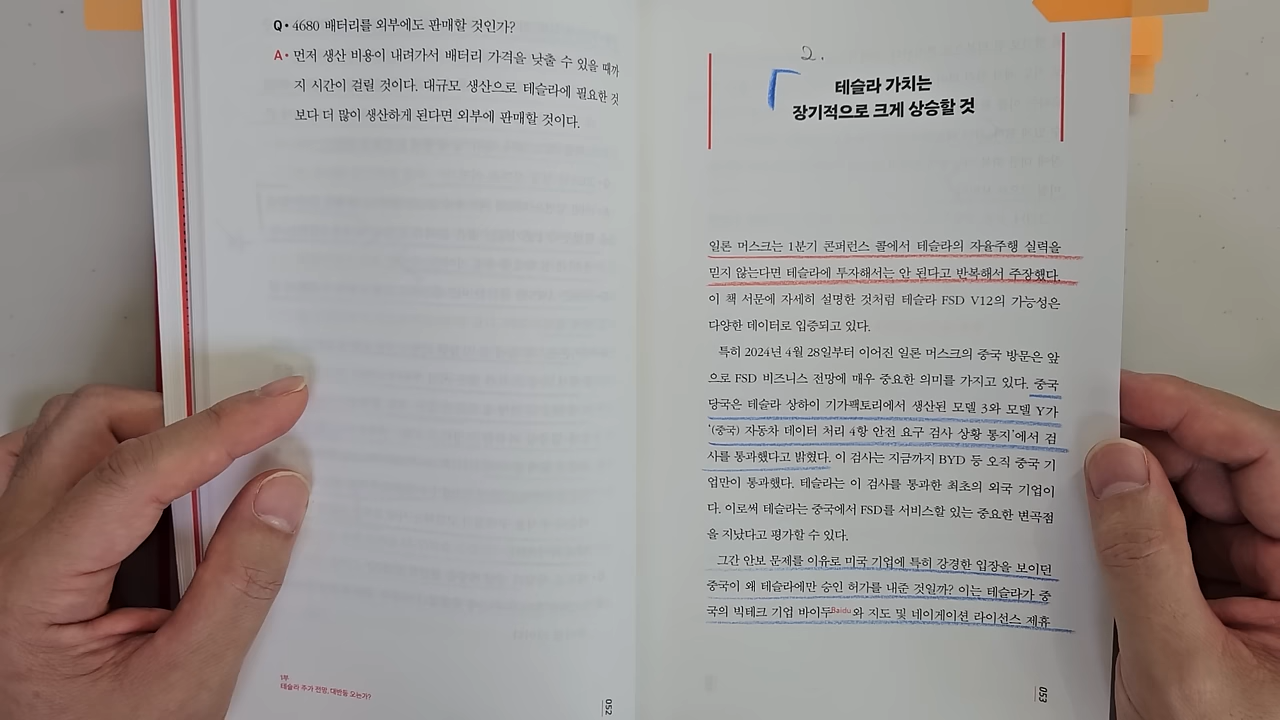 Q • 4680 배터리를 외부에도 판매할 것인가?
A • 먼저 생산 비용이 내려가서 배터리 가격을 낮출 수 있을 때까
지 시간이 걸릴 것이다. 대규모 생산으로 테슬라에 필요한 것
보다 더 많이 생산하게 된다면 외부에 판매할 것이다.
1부
테슬라 주가 전망, 대반등 오는가?
052
2.
테슬라 가치는
장기적으로 크게 상승할 것
일론 머스크는 1분기 콘퍼런스 콜에서 테슬라의 자율주행 실력을
믿지 않는다면 테슬라에 투자해서는 안 된다고 반복해서 주장했다.
이 책 서문에 자세히 설명한 것처럼 테슬라 FSD V12의 가능성은
다양한 데이터로 입증되고 있다.
특히 2024년 4월 28일부터 이어진 일론 머스크의 중국 방문은 앞
으로 FSD 비즈니스 전망에 매우 중요한 의미를 가지고 있다. 중국
당국은 테슬라 상하이 기가팩토리에서 생산된 모델 3와 모델 Y가
‘(중국) 자동차 데이터 처리 4항 안전 요구 검사 상황 통지’에서 검
사를 통과했다고 밝혔다. 이 검사는 지금까지 BYD 등 오직 중국 기
업만이 통과했다. 테슬라는 이 검사를 통과한 최초의 외국 기업이
다. 이로써 테슬라는 중국에서 FSD를 서비스할 있는 중요한 변곡점
을 지났다고 평가할 수 있다.
그간 안보 문제를 이유로 미국 기업에 특히 강경한 입장을 보이던
중국이 왜 테슬라에만 승인 허가를 내준 것일까? 이는 테슬라가 중
국의 빅테크 기업 바이두Baidu와 지도 및 네이게이션 라이선스 제휴
053